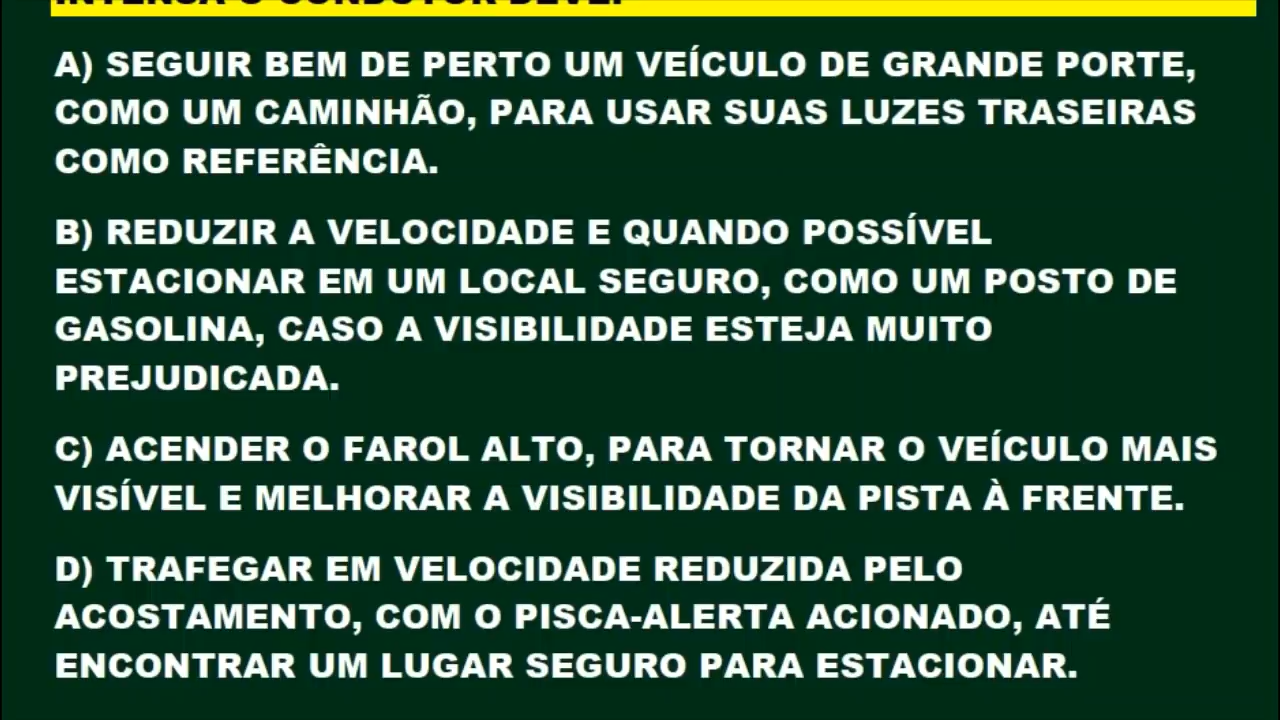 INTENSA O CONDUTOR DEVE:
A) SEGUIR BEM DE PERTO UM VEÍCULO DE GRANDE PORTE,
COMO UM CAMINHÃO, PARA USAR SUAS LUZES TRASEIRAS
COMO REFERÊNCIA.
B) REDUZIR A VELOCIDADE E QUANDO POSSÍVEL
ESTACIONAR EM UM LOCAL SEGURO, COMO UM POSTO DE
GASOLINA, CASO A VISIBILIDADE ESTEJA MUITO
PREJUDICADA.
C) ACENDER O FAROL ALTO, PARA TORNAR O VEÍCULO MAIS
VISÍVEL E MELHORAR A VISIBILIDADE DA PISTA À FRENTE.
D) TRAFEGAR EM VELOCIDADE REDUZIDA PELO
ACOSTAMENTO, COM O PISCA-ALERTA ACIONADO, ATÉ
ENCONTRAR UM LUGAR SEGURO PARA ESTACIONAR.